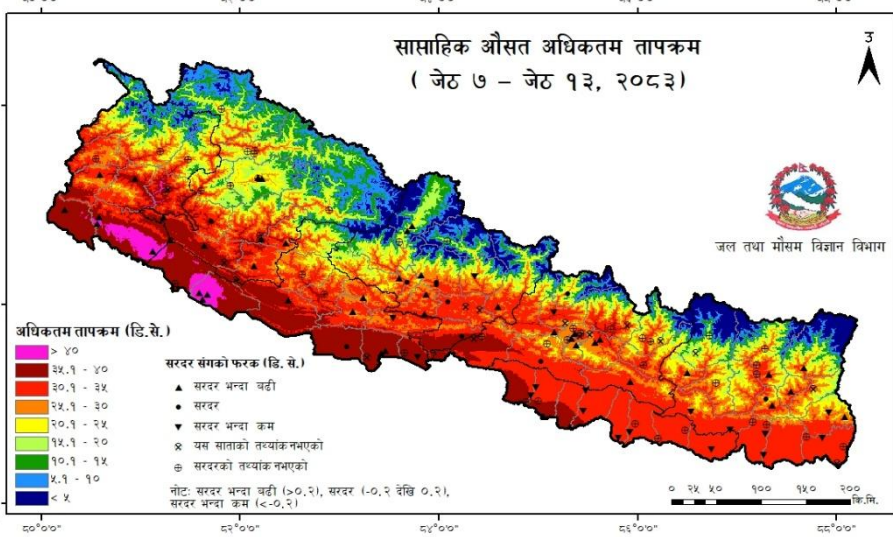 साप्ताहिक औसत अधिकतम तापक्रम
( जेठ ७ – जेठ १३, २०८३)
उ
जल तथा मौसम विज्ञान विभाग
अधिकतम तापक्रम (डि.से.)
> ४०
३५.१ - ४०
३०.१ - ३५
२५.१ - ३०
२०.१ - २५
१५.१ - २०
१०.१ - १५
५.१ - १०
< ५
सरदर संगको फरक (डि. से.)
सरदर भन्दा बढी
सरदर
सरदर भन्दा कम
यस साताको तथ्यांक नभएको
सरदरको तथ्यांक नभएको
नोटः सरदर भन्दा बढी (>०.२), सरदर (-०.२ देखि ०.२),
सरदर भन्दा कम (<-०.२)
० २५ ५० १०० १५० २००
कि.मि.
८०°०'०" ८२°०'०" ८४°०'०" ८६°०'०" ८८°०'०"